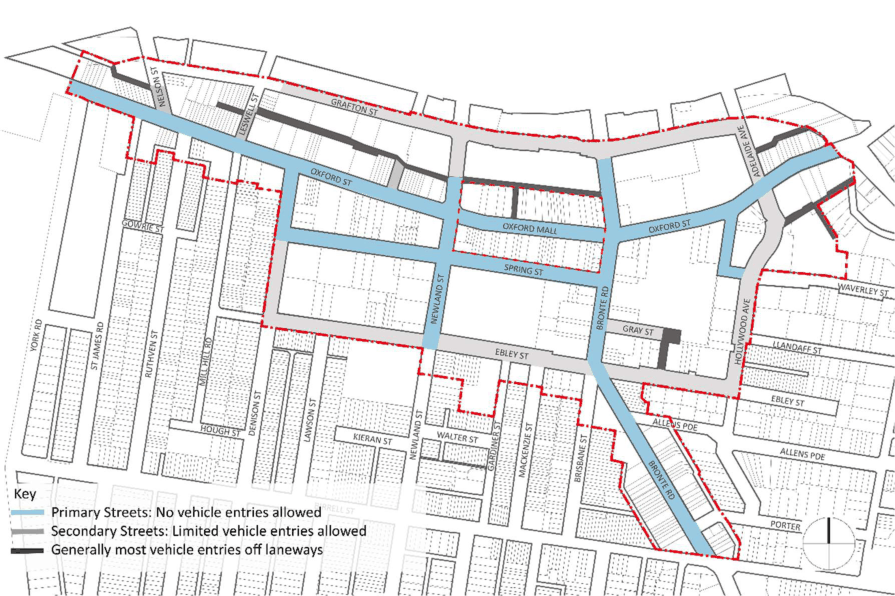 NELSON ST
LESWELL ST
GRAFTON ST
ADELAIDE AVE
OXFORD ST
OXFORD MALL
OXFORD ST
GOWRIE ST
SPRING ST
NEWLAND ST
BRONTE RD
WAVERLEY ST
HOLLYWOOD AVE
GRAY ST
YORK RD
ST JAMES RD
RUTHVEN ST
MILL HILL RD
EBLEY ST
LLANDAFF ST
DENISON ST
LAWSON ST
EBLEY ST
NEWLAND ST
HOUGH ST
KIERAN ST
WALTER ST
GARDINER ST
MACKENZIE ST
BRISBANE ST
ALLENS PDE
ALLENS PDE
BRONTE RD
PORTER
Key
Primary Streets: No vehicle entries allowed
Secondary Streets: Limited vehicle entries allowed
Generally most vehicle entries off laneways